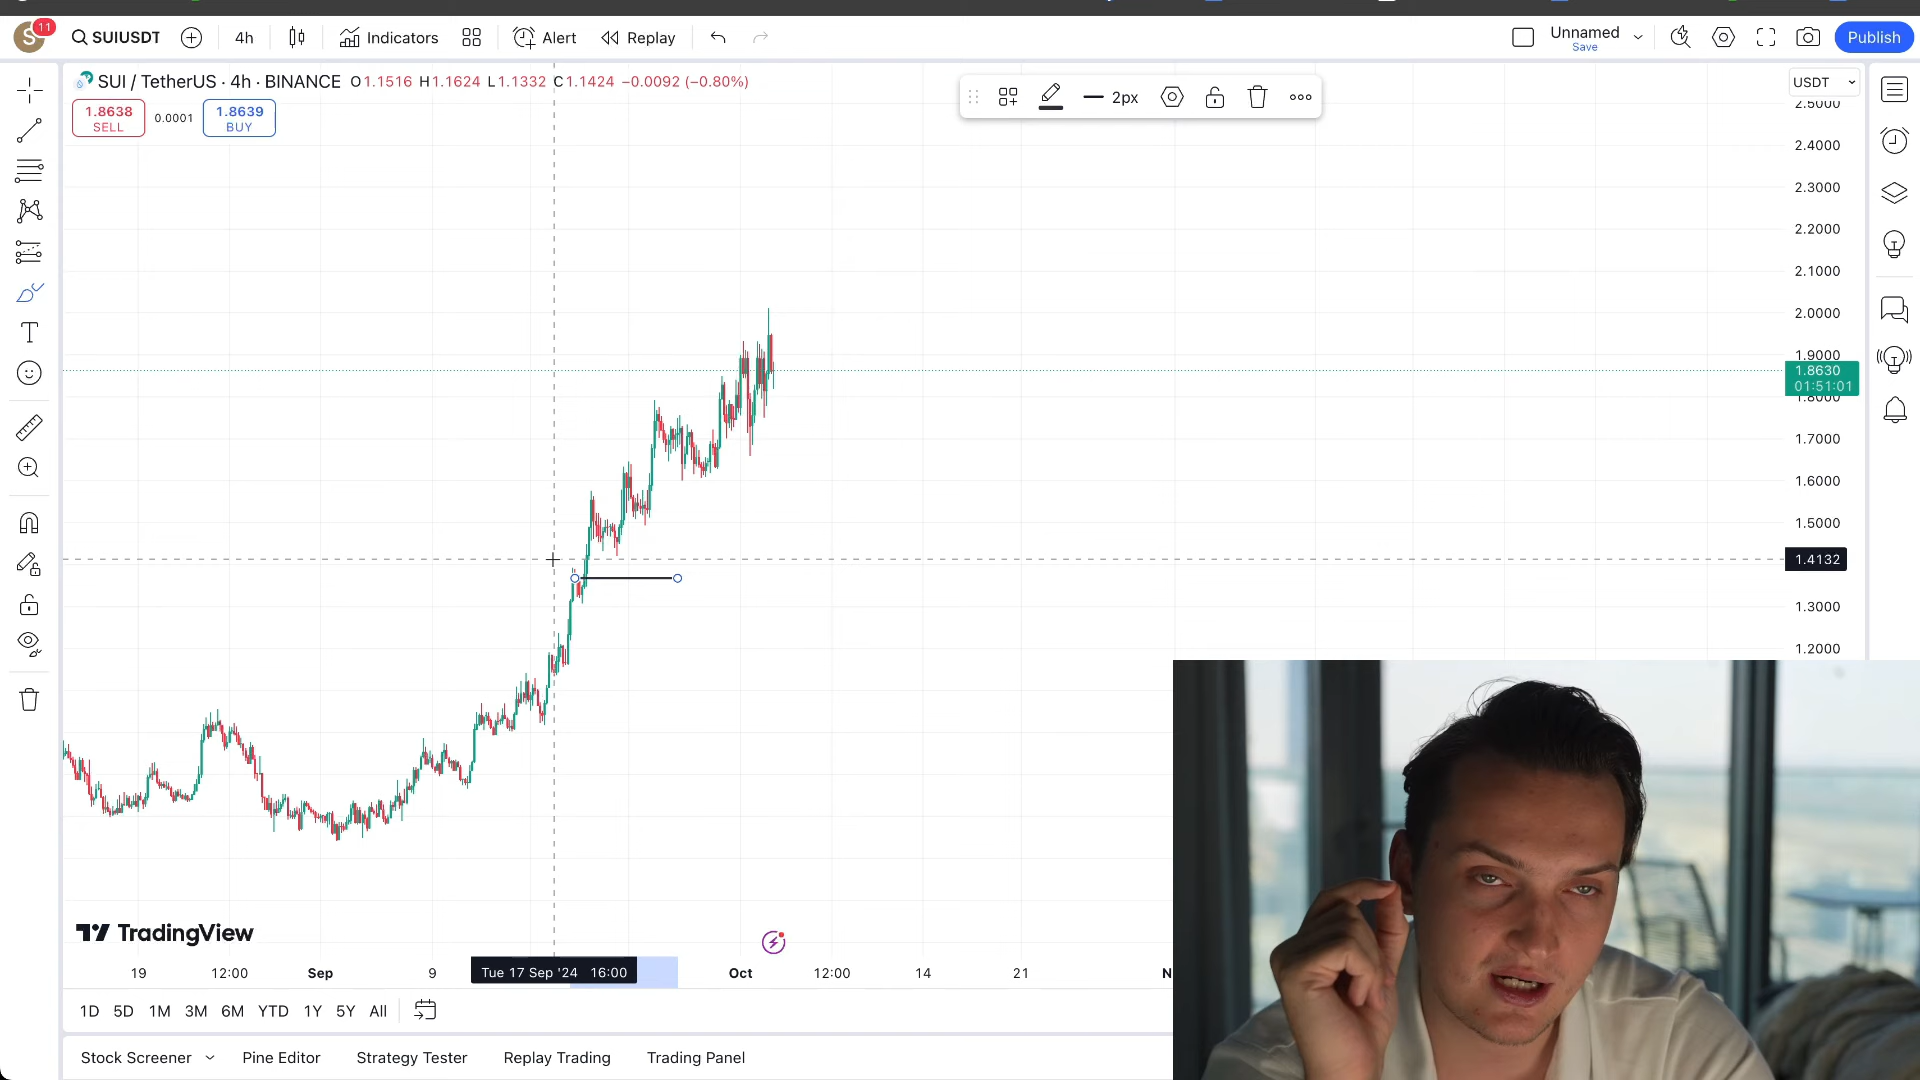 S 11 SUIUSDT 4h Indicators Alert Replay Unnamed Save Publish
SUI / TetherUS · 4h · BINANCE O1.1516 H1.1624 L1.1332 C1.1424 −0.0092 (−0.80%)
1.8638 SELL 0.0001 1.8639 BUY
2px
USDT
2.5000
2.4000
2.3000
2.2000
2.1000
2.0000
1.9000
1.8630
01:51:01
1.8000
1.7000
1.6000
1.5000
1.4132
1.3000
1.2000
TradingView
19 12:00 Sep 9 Tue 17 Sep '24 16:00 Oct 12:00 14 21 N
1D 5D 1M 3M 6M YTD 1Y 5Y All
Stock Screener Pine Editor Strategy Tester Replay Trading Trading Panel